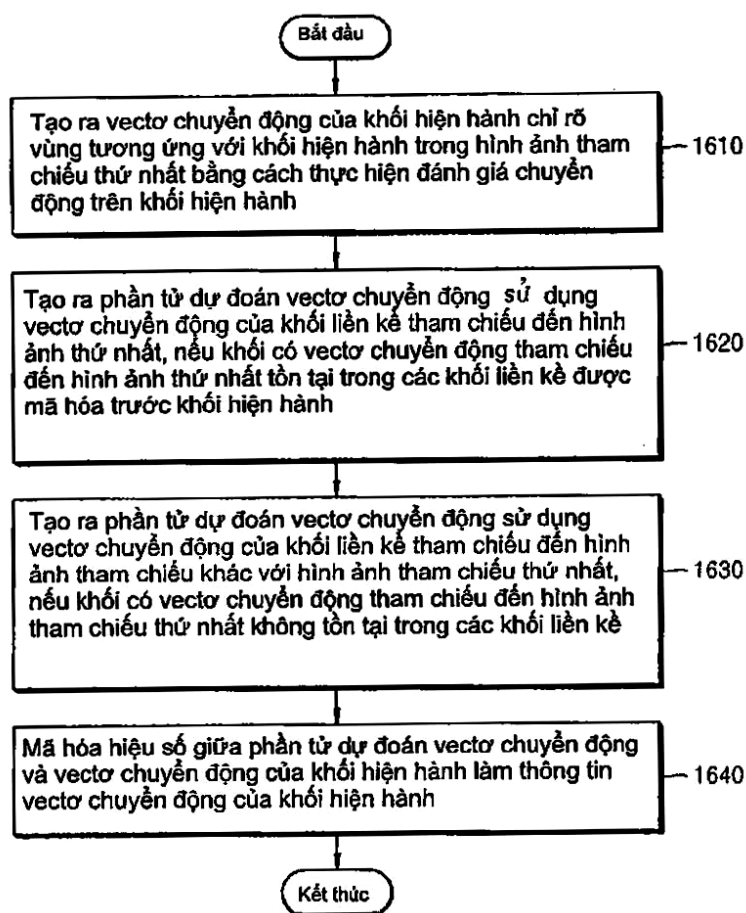 Bắt đầu
Tạo ra vectơ chuyển động của khối hiện hành chỉ rõ
vùng tương ứng với khối hiện hành trong hình ảnh tham
chiếu thứ nhất bằng cách thực hiện đánh giá chuyển
động trên khối hiện hành
1610
Tạo ra phần tử dự đoán vectơ chuyển động sử dụng
vectơ chuyển động của khối liền kề tham chiếu đến hình
ảnh thứ nhất, nếu khối có vectơ chuyển động tham chiếu
đến hình ảnh thứ nhất tồn tại trong các khối liền kề được
mã hóa trước khối hiện hành
1620
Tạo ra phần tử dự đoán vectơ chuyển động sử dụng
vectơ chuyển động của khối liền kề tham chiếu đến hình
ảnh tham chiếu khác với hình ảnh tham chiếu thứ nhất,
nếu khối có vectơ chuyển động tham chiếu đến hình ảnh
tham chiếu thứ nhất không tồn tại trong các khối liền kề
1630
Mã hóa hiệu số giữa phần tử dự đoán vectơ chuyển động
và vectơ chuyển động của khối hiện hành làm thông tin
vectơ chuyển động của khối hiện hành
1640
Kết thúc